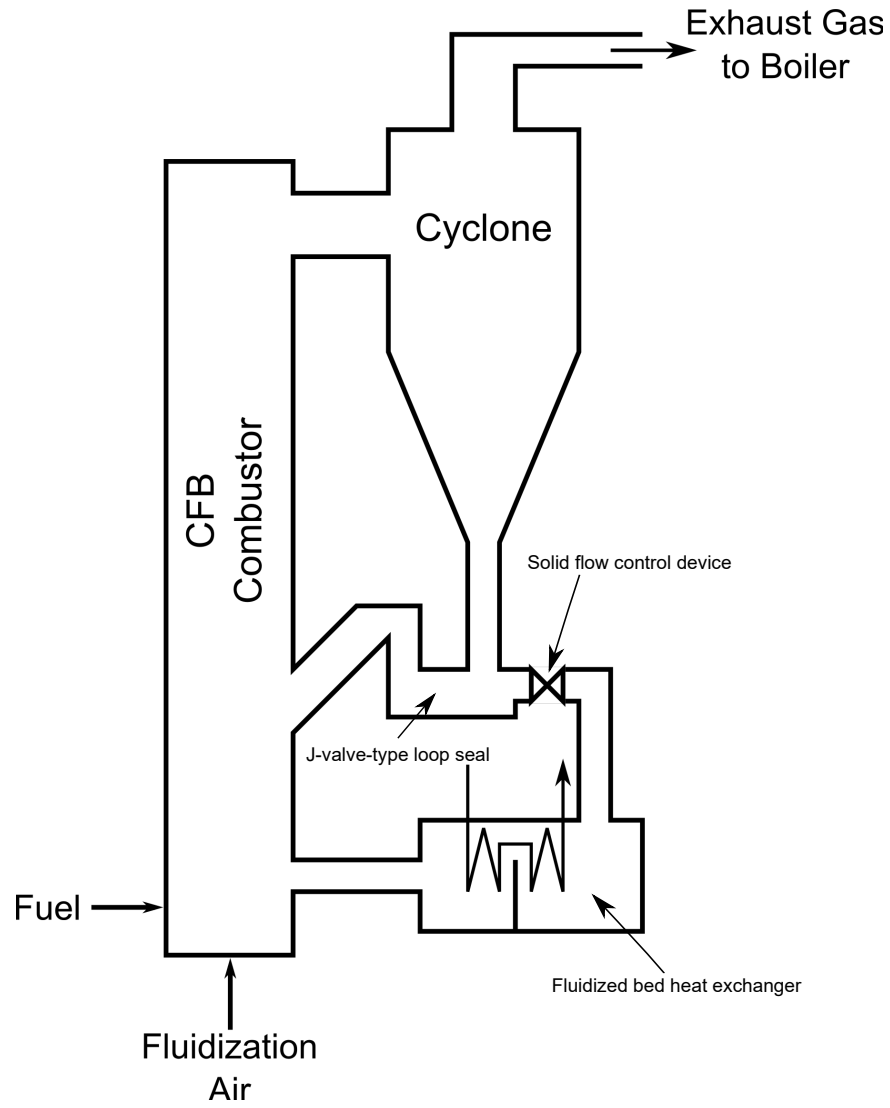 Exhaust Gas
to Boiler
Cyclone
CFB
Combustor
Solid flow control device
J-valve-type loop seal
Fuel
Fluidized bed heat exchanger
Fluidization
Air